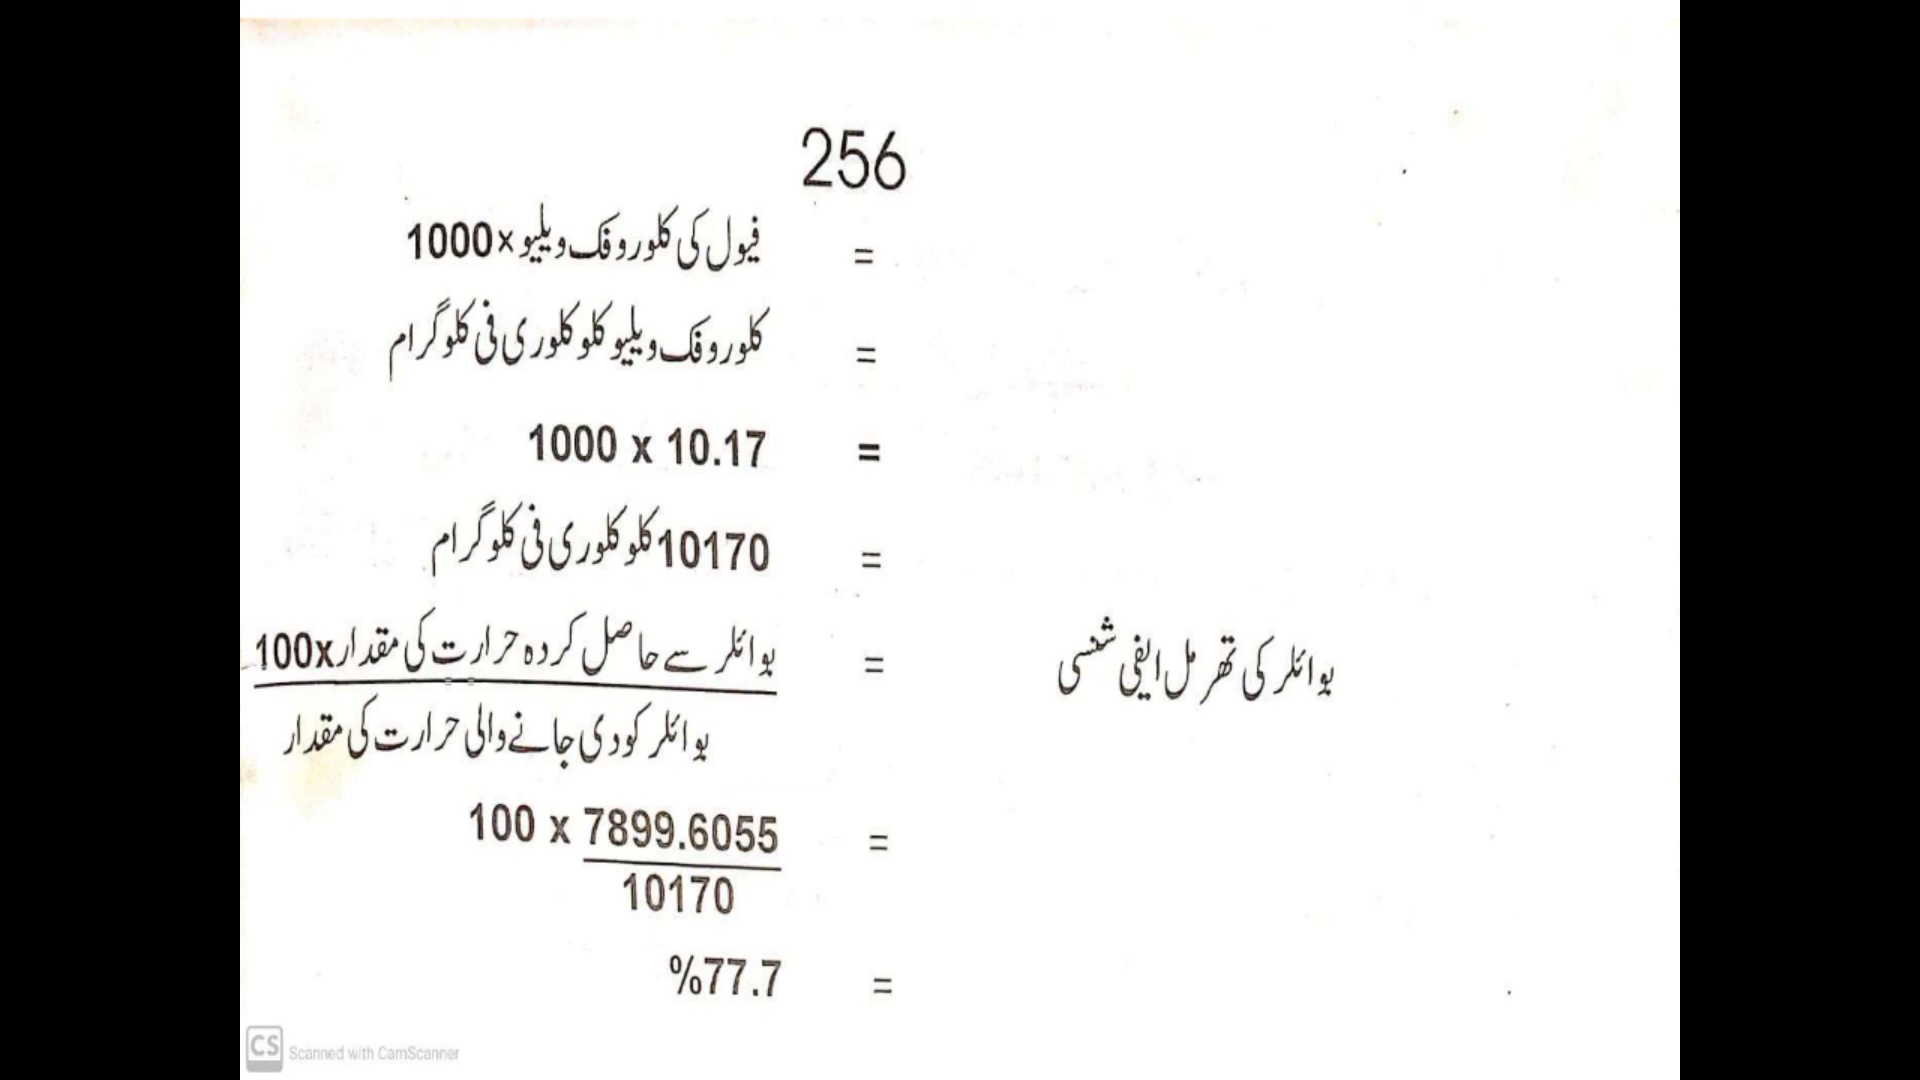 256
= فیول کی کلوروفک ویلیو×1000
= کلوروفک ویلیو کلو کلوری فی کلوگرام
= 1000 x 10.17
= 10170 کلو کلوری فی کلوگرام
بوائلر کی تھرمل ایفی شنسی = بوائلر سے حاصل کردہ حرارت کی مقدار x100
بوائلر کو دی جانے والی حرارت کی مقدار
= 100 x 7899.6055
10170
= %77.7
CS Scanned with CamScanner